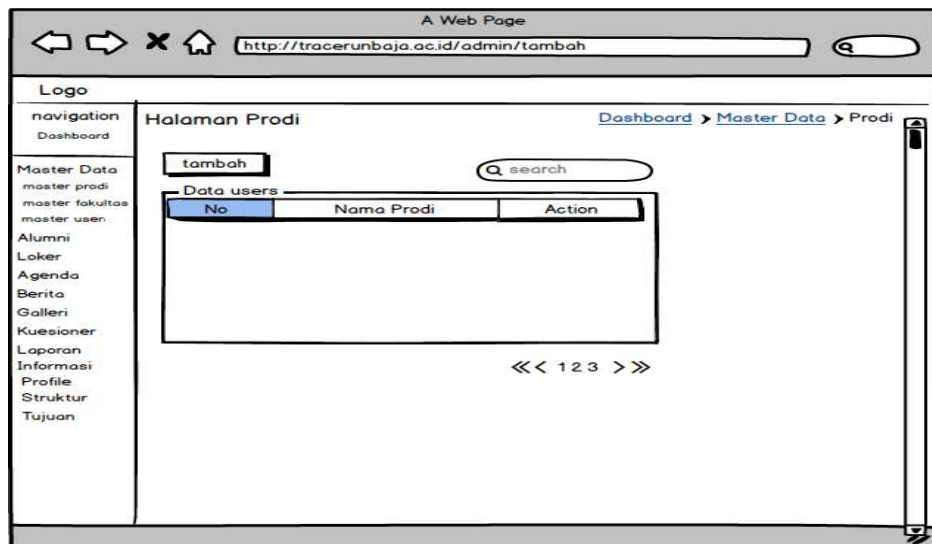 A Web Page
http://tracerunbaja.ac.id/admin/tambah
Logo
navigation
Dashboard
Master Data
master prodi
master fakultas
master user
Alumni
Loker
Agenda
Berita
Galleri
Kuesioner
Laporan
Informasi
Profile
Struktur
Tujuan
Halaman Prodi
Dashboard > Master Data > Prodi
tambah
search
Data users
No Nama Prodi Action
≪ < 1 2 3 > ≫